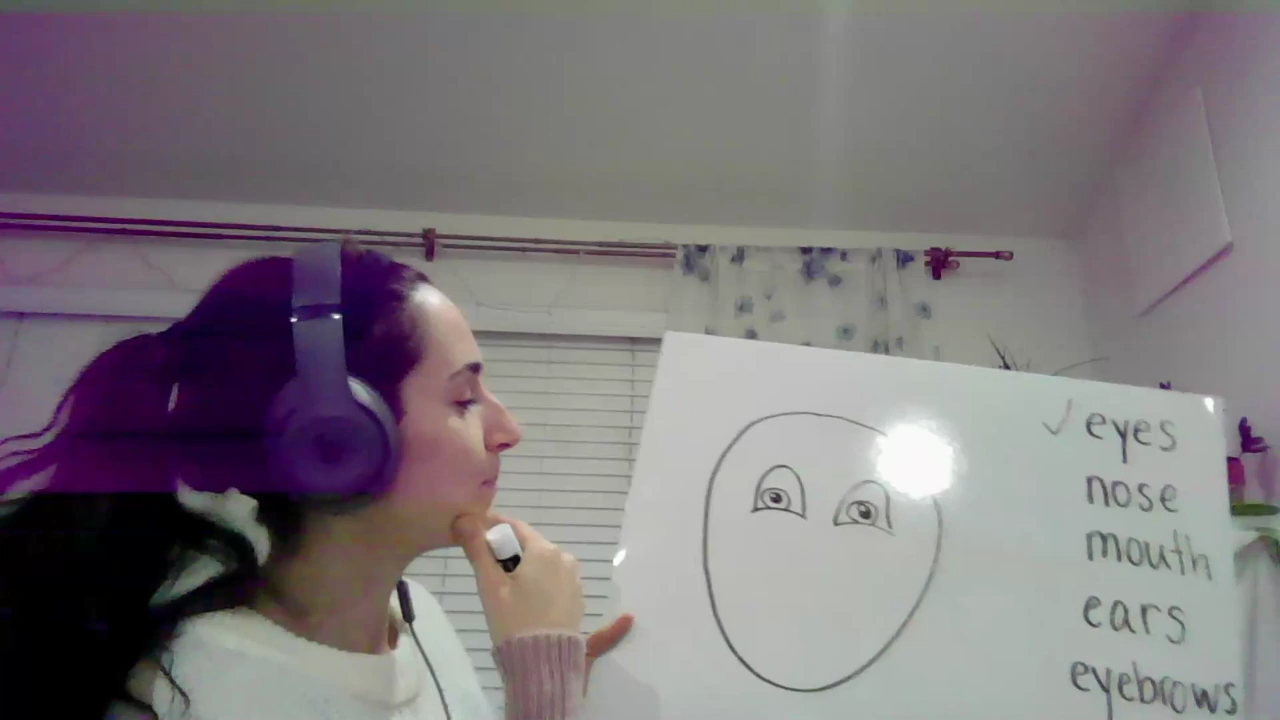 ✓ eyes
nose
mouth
ears
eyebrows